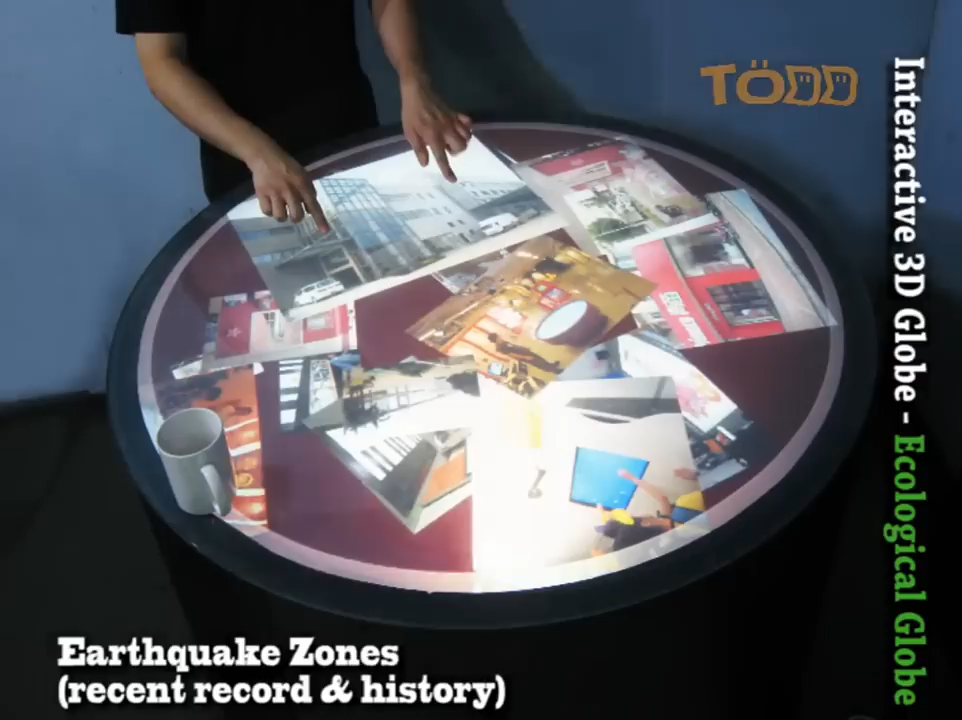 TÖDD
Interactive 3D Globe - Ecological Globe
Earthquake Zones
(recent record & history)